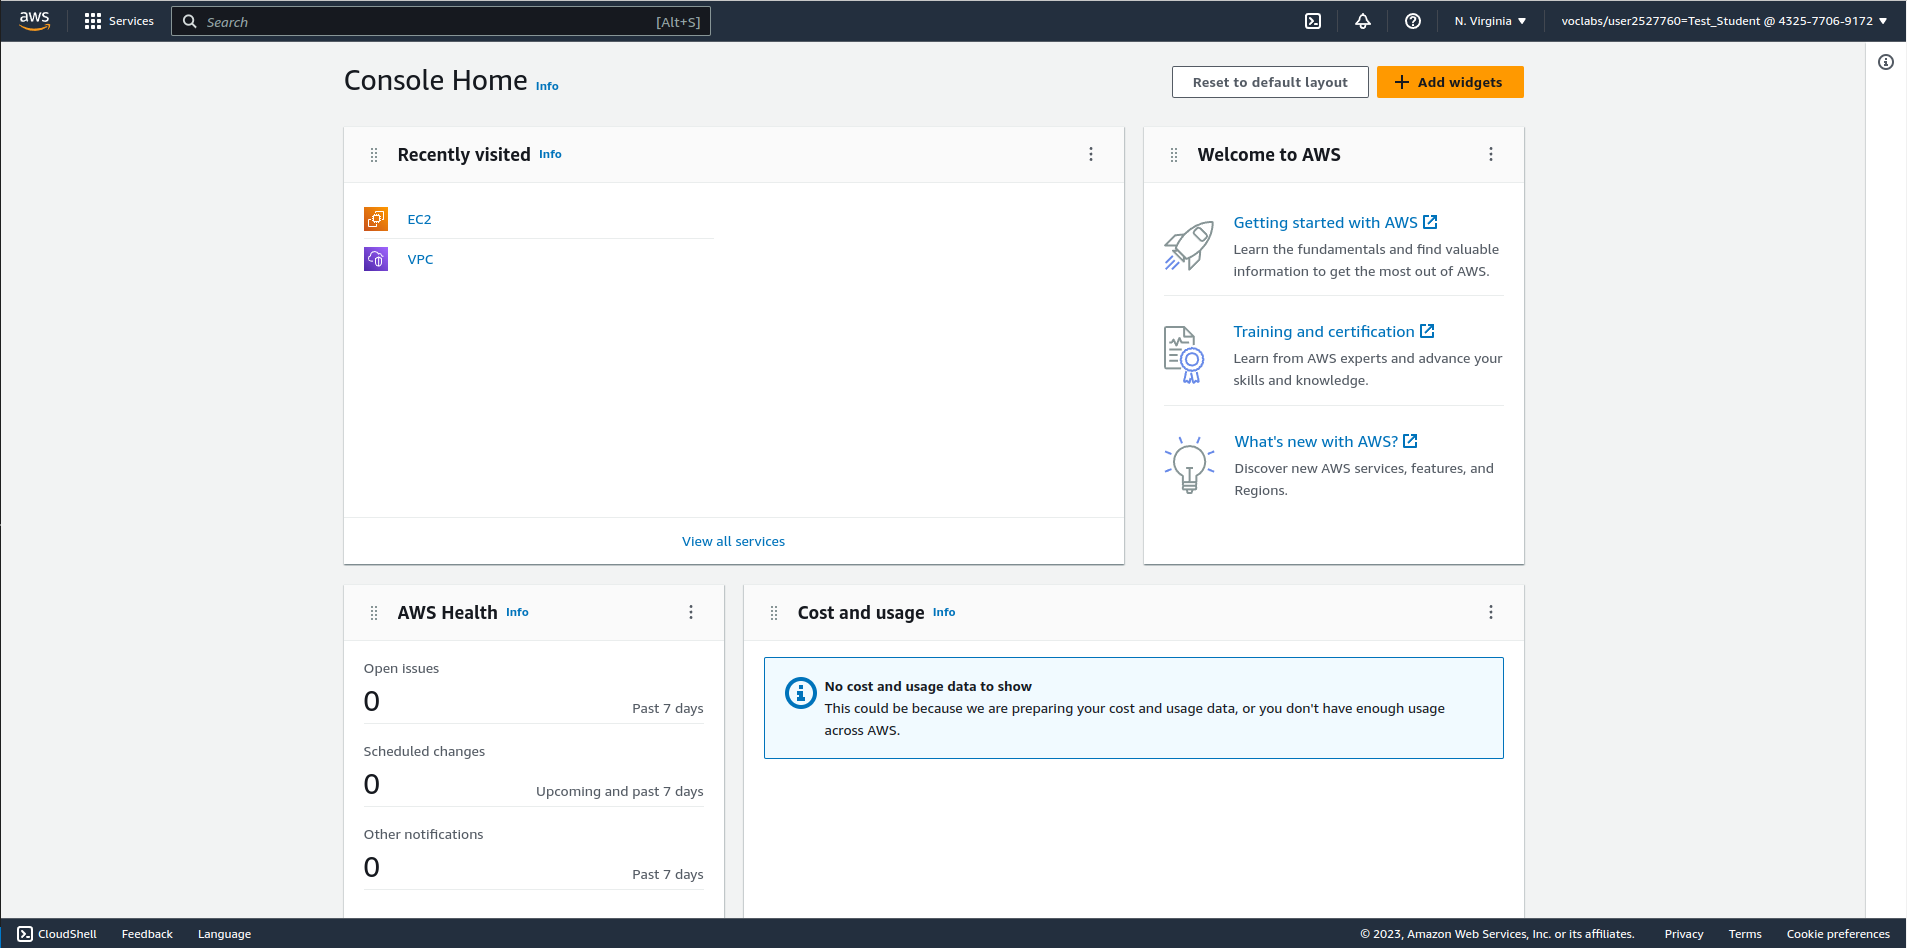 aws
Services
Search
[Alt+S]
N. Virginia
voclabs/user2527760=Test_Student @ 4325-7706-9172
Console Home
Info
Reset to default layout
Add widgets
Recently visited
Info
EC2
VPC
View all services
Welcome to AWS
Getting started with AWS
Learn the fundamentals and find valuable
information to get the most out of AWS.
Training and certification
Learn from AWS experts and advance your
skills and knowledge.
What's new with AWS?
Discover new AWS services, features, and
Regions.
AWS Health
Info
Open issues
0
Past 7 days
Scheduled changes
0
Upcoming and past 7 days
Other notifications
0
Past 7 days
Cost and usage
Info
No cost and usage data to show
This could be because we are preparing your cost and usage data, or you don't have enough usage
across AWS.
CloudShell
Feedback
Language
© 2023, Amazon Web Services, Inc. or its affiliates.
Privacy
Terms
Cookie preferences